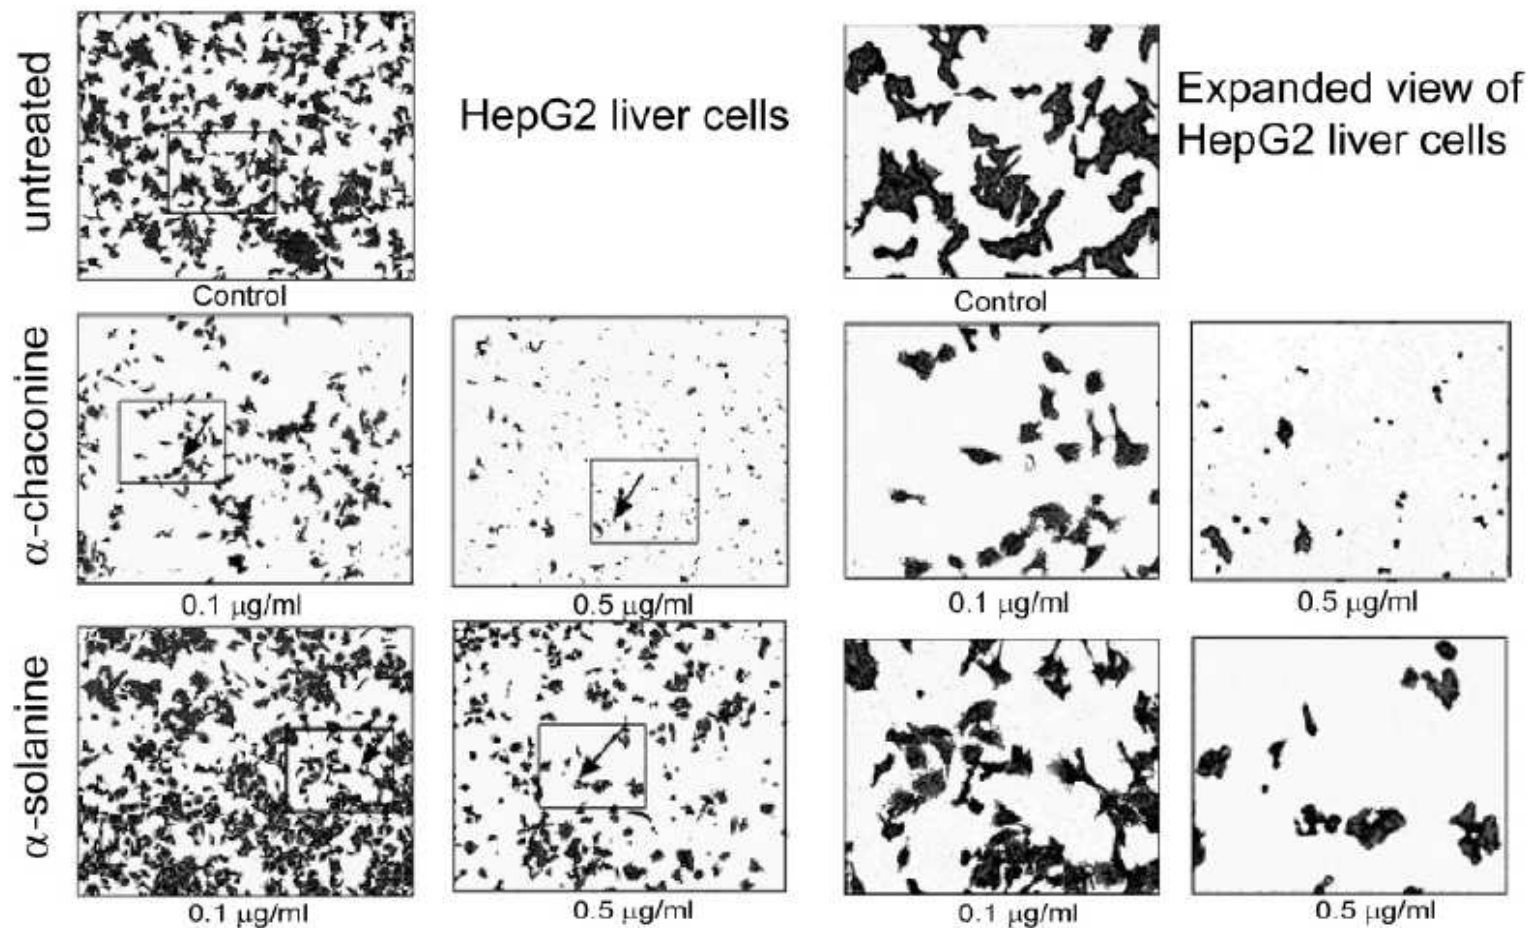 untreated
HepG2 liver cells
Expanded view of
HepG2 liver cells
Control
Control
α-chaconine
0.1 µg/ml
0.5 µg/ml
0.1 µg/ml
0.5 µg/ml
α-solanine
0.1 µg/ml
0.5 µg/ml
0.1 µg/ml
0.5 µg/ml